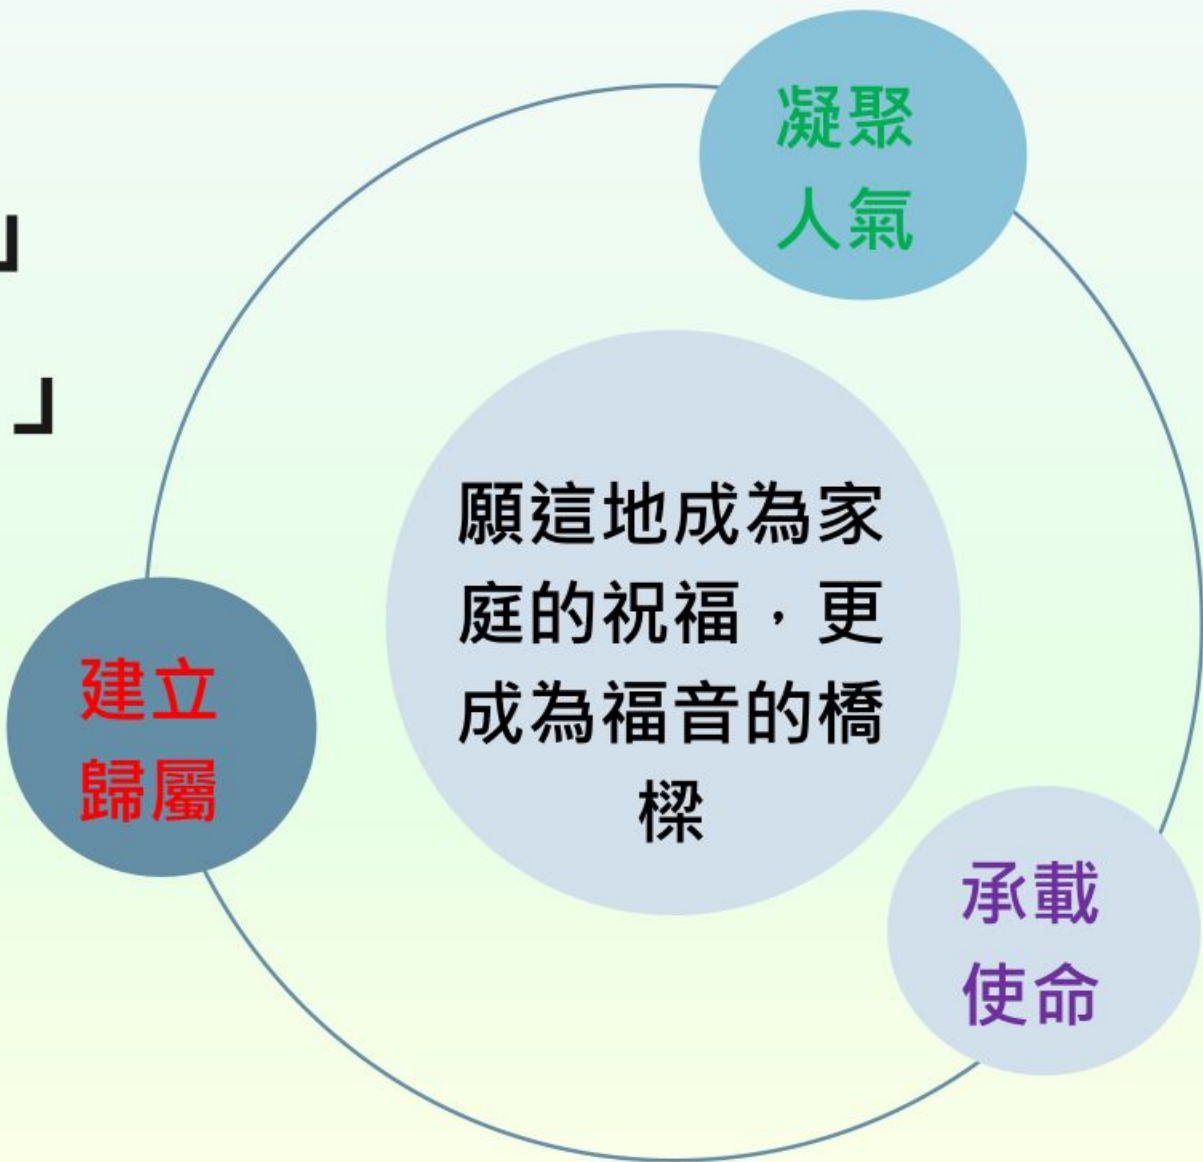 凝聚
人氣
」
」
願這地成為家
庭的祝福，更
成為福音的橋
樑
建立
歸屬
承載
使命